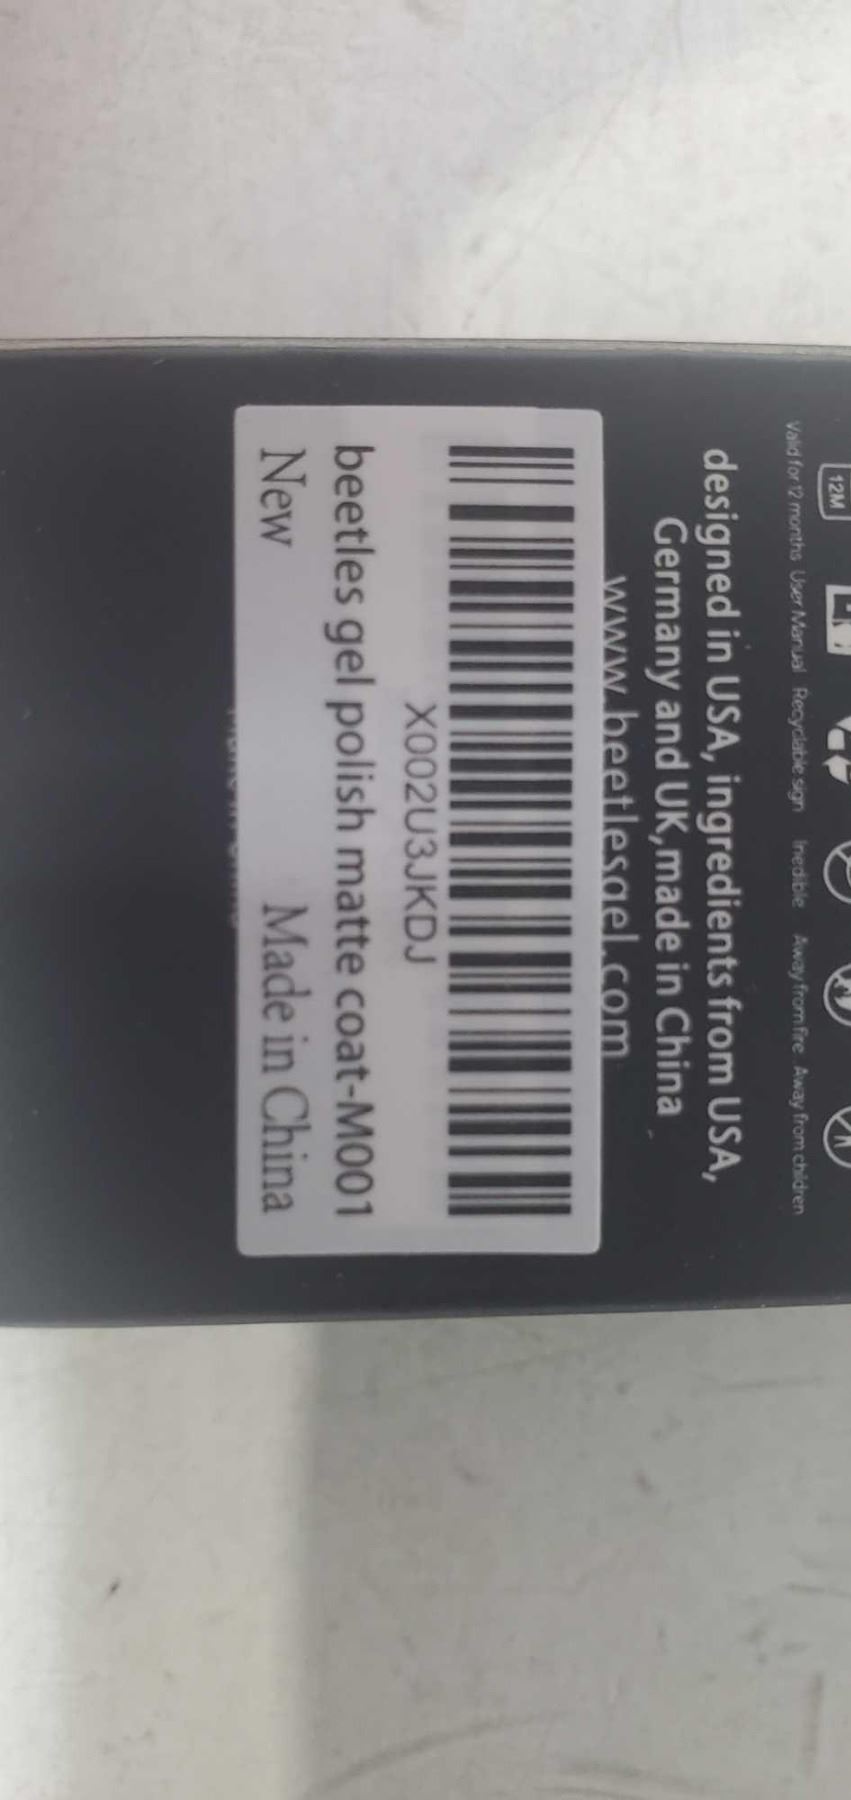 12M
Valid for 12 months User Manual Recyclable sign Inedible Away from fire Away from children
designed in USA, ingredients from USA,
Germany and UK,made in China
www.beetlesgel.com
X002U3JKDJ
beetles gel polish matte coat-M001
New Made in China